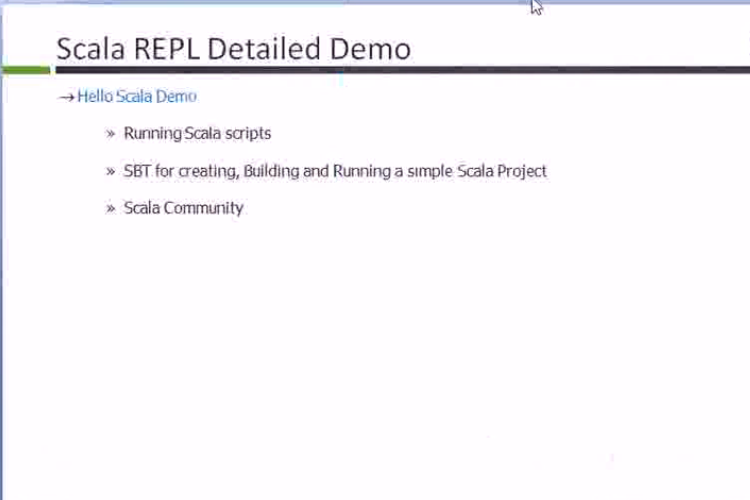 Scala REPL Detailed Demo
→Hello Scala Demo
» Running Scala scripts
» SBT for creating, Building and Running a simple Scala Project
» Scala Community